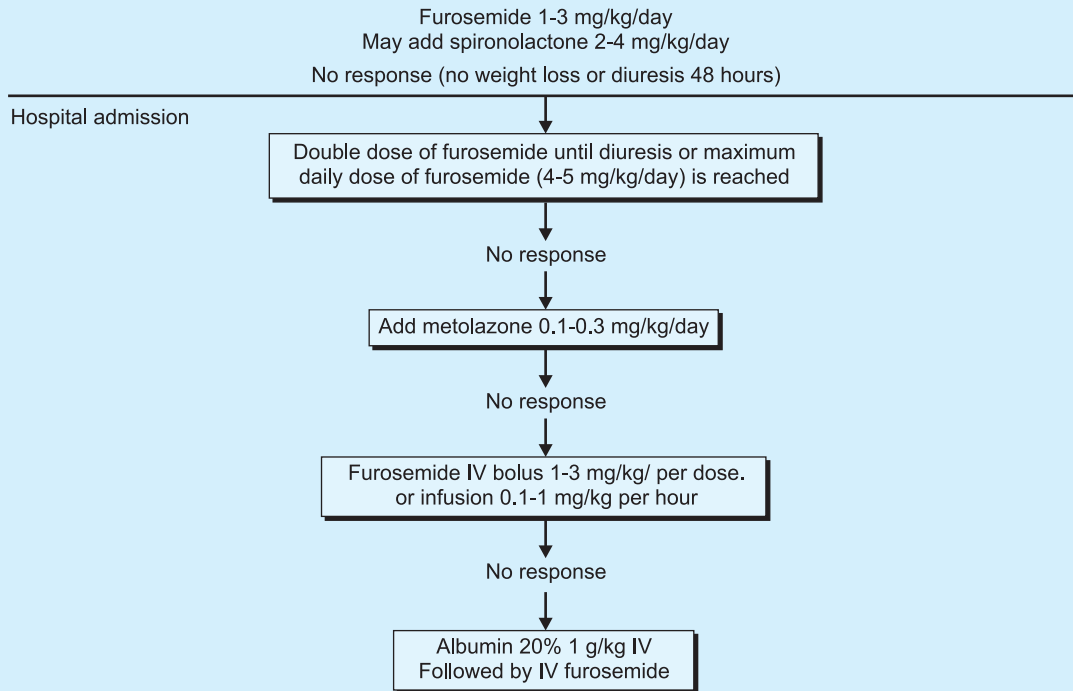 Furosemide 1-3 mg/kg/day
May add spironolactone 2-4 mg/kg/day
No response (no weight loss or diuresis 48 hours)
Hospital admission
Double dose of furosemide until diuresis or maximum
daily dose of furosemide (4-5 mg/kg/day) is reached
No response
Add metolazone 0.1-0.3 mg/kg/day
No response
Furosemide IV bolus 1-3 mg/kg/ per dose.
or infusion 0.1-1 mg/kg per hour
No response
Albumin 20% 1 g/kg IV
Followed by IV furosemide